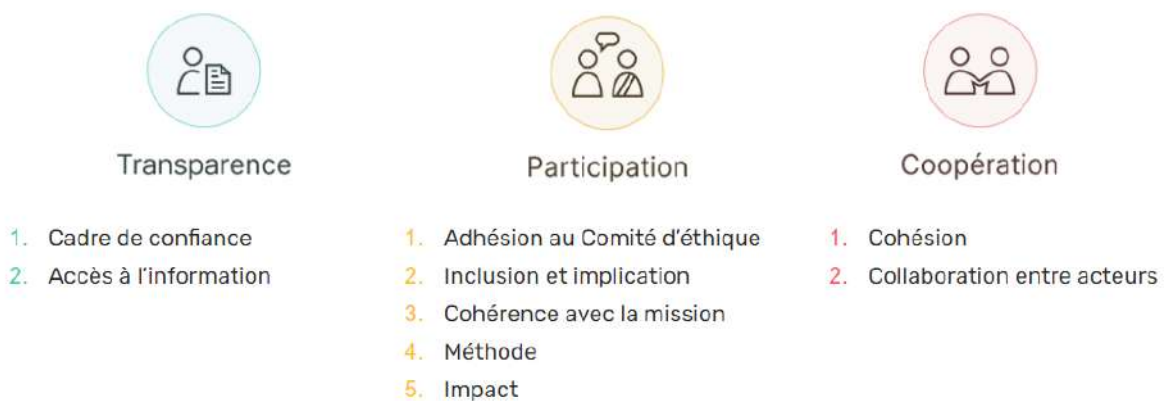 Transparence
1. Cadre de confiance
2. Accès à l'information
Participation
1. Adhésion au Comité d'éthique
2. Inclusion et implication
3. Cohérence avec la mission
4. Méthode
5. Impact
Coopération
1. Cohésion
2. Collaboration entre acteurs